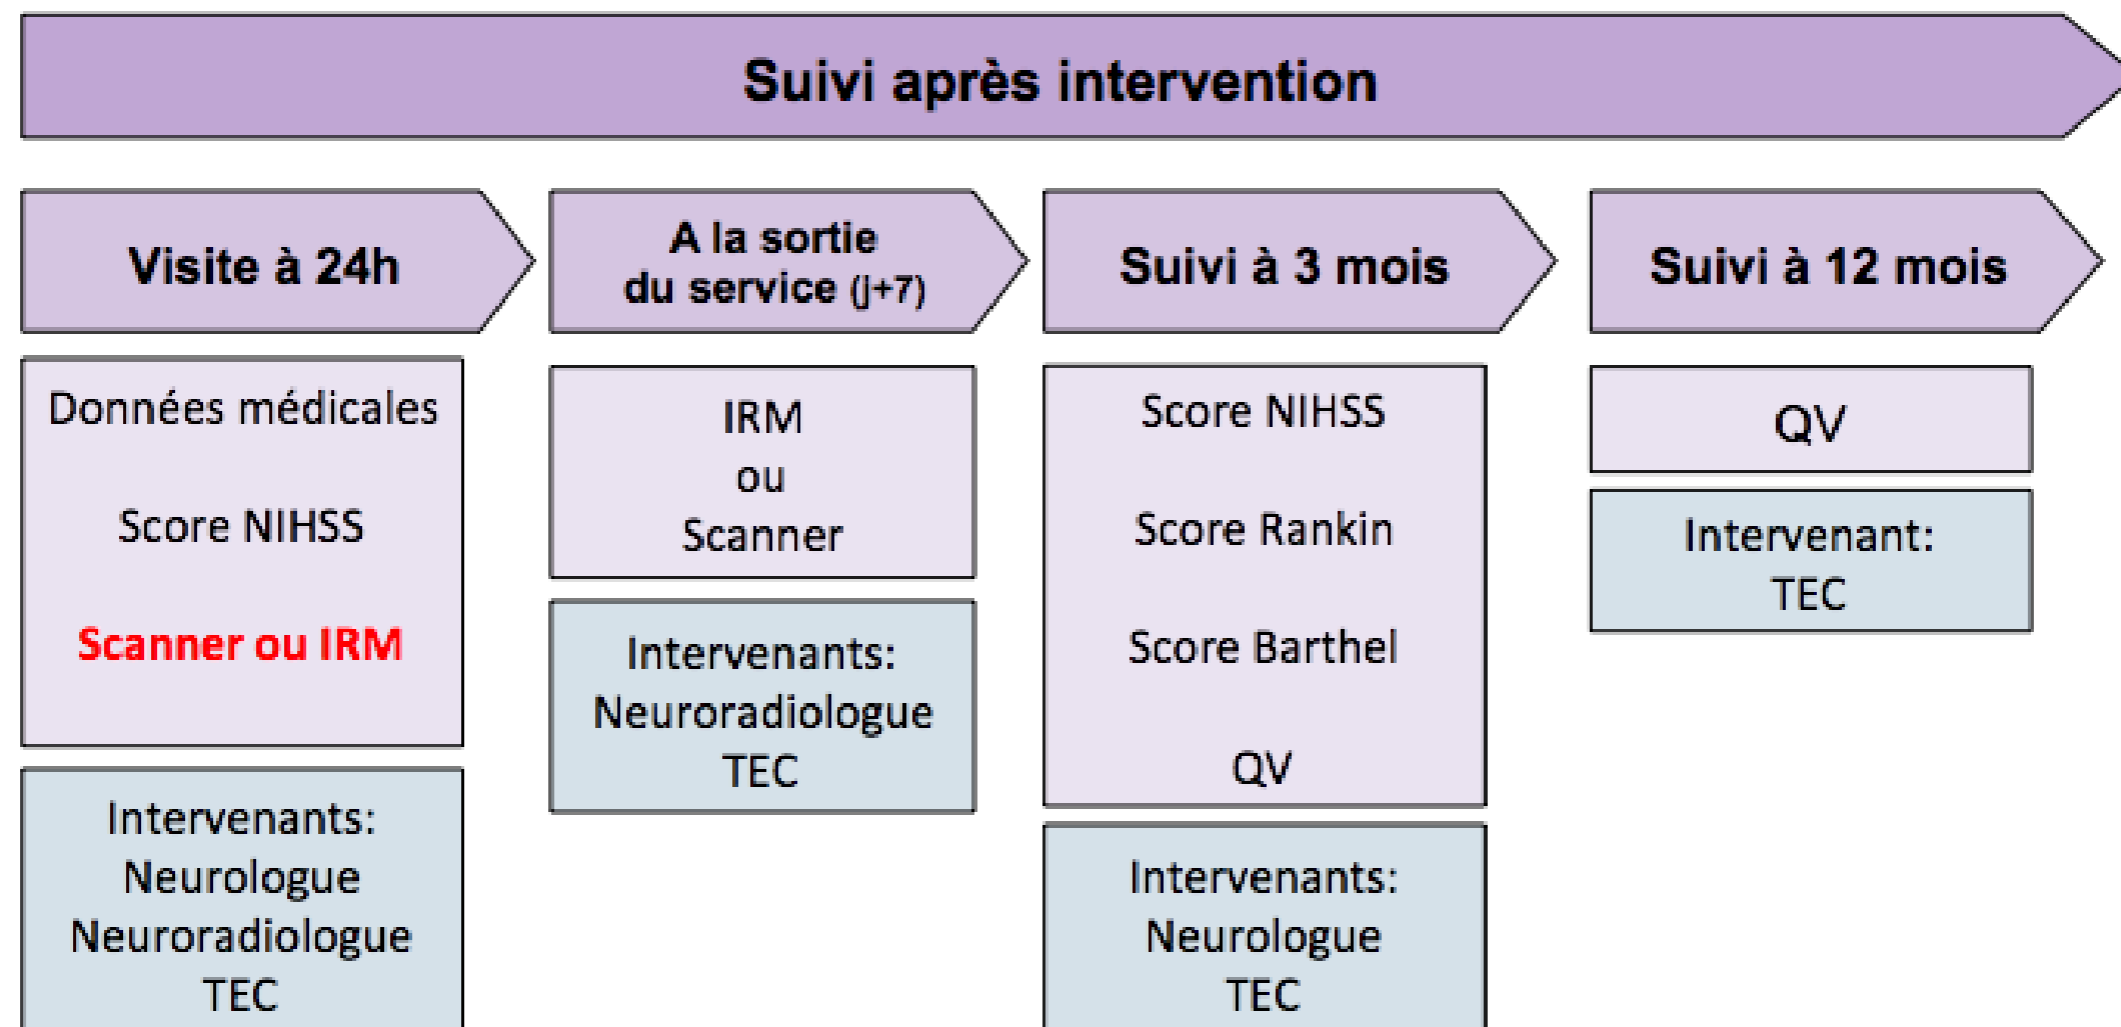 Suivi après intervention
Visite à 24h
Données médicales
Score NIHSS
Scanner ou IRM
Intervenants:
Neurologue
Neuroradiologue
TEC
A la sortie
du service (j+7)
IRM
ou
Scanner
Intervenants:
Neuroradiologue
TEC
Suivi à 3 mois
Score NIHSS
Score Rankin
Score Barthel
QV
Intervenants:
Neurologue
TEC
Suivi à 12 mois
QV
Intervenant:
TEC